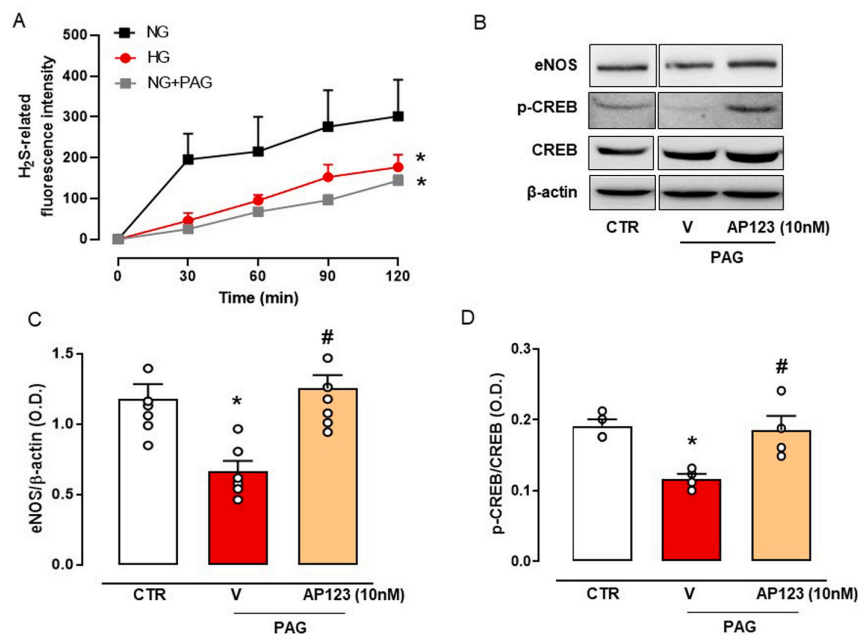 A
NG
HG
NG+PAG
H2S-related
fluorescence intensity
500
400
300
200
100
0
*
*
0 30 60 90 120
Time (min)
B
eNOS
p-CREB
CREB
β-actin
CTR V AP123 (10nM)
PAG
C
eNOS/β-actin (O.D.)
1.5
1.0
0.5
0.0
*
#
CTR V AP123 (10nM)
PAG
D
p-CREB/CREB (O.D.)
0.3
0.2
0.1
0.0
*
#
CTR V AP123 (10nM)
PAG